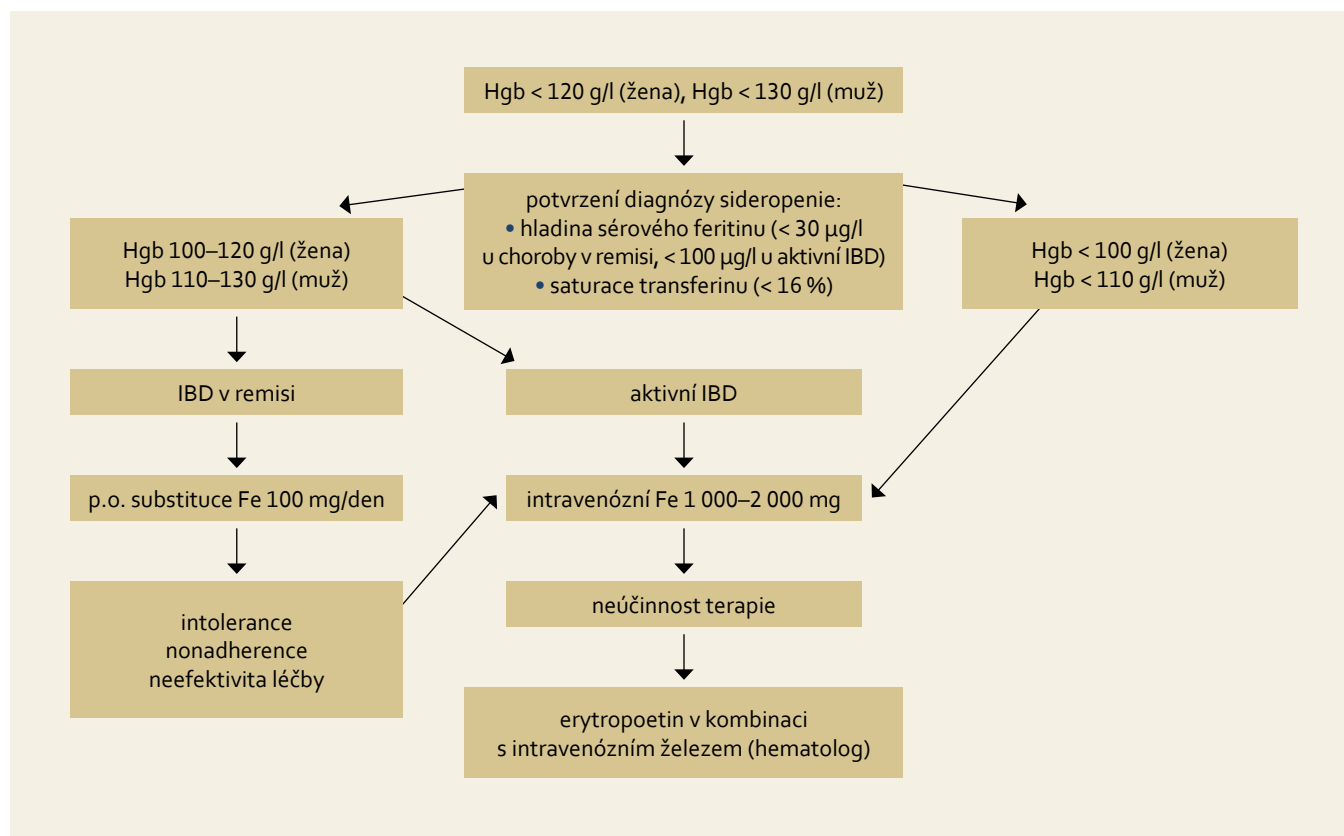 Hgb < 120 g/l (žena), Hgb < 130 g/l (muž)
potvrzení diagnózy sideropenie:
• hladina sérového feritinu (< 30 µg/l
u choroby v remisi, < 100 µg/l u aktivní IBD)
• saturace transferinu (< 16 %)
Hgb 100–120 g/l (žena)
Hgb 110–130 g/l (muž)
Hgb < 100 g/l (žena)
Hgb < 110 g/l (muž)
IBD v remisi
aktivní IBD
p.o. substituce Fe 100 mg/den
intravenózní Fe 1 000–2 000 mg
intolerance
nonadherence
neefektivita léčby
neúčinnost terapie
erytropoetin v kombinaci
s intravenózním železem (hematolog)